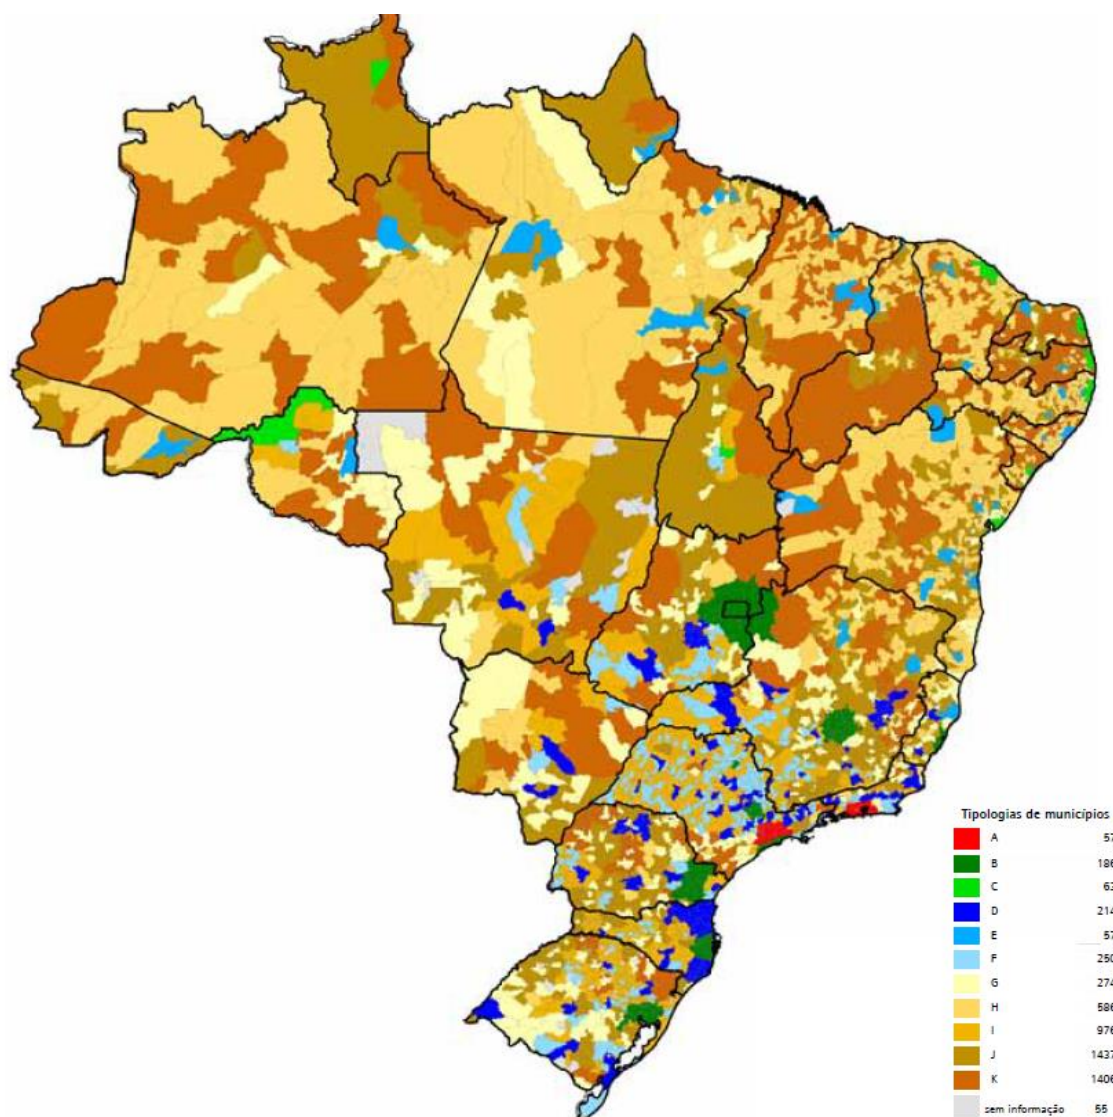 Tipologias de municípios
A 57
B 186
C 63
D 214
E 57
F 250
G 274
H 586
I 976
J 1437
K 1406
sem informação 55